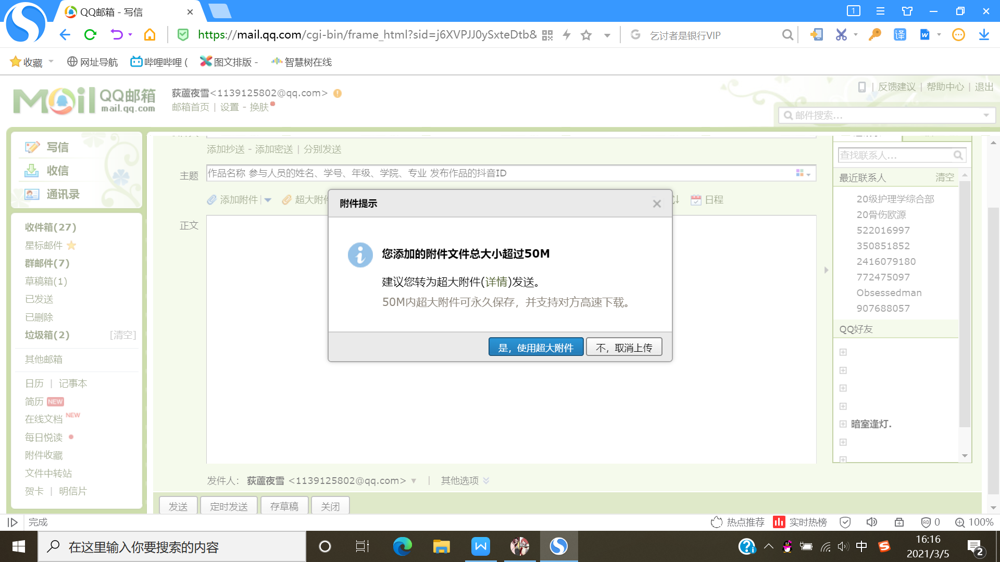 QQ邮箱 - 写信
1
https://mail.qq.com/cgi-bin/frame_html?sid=j6XVPJJ0ySxteDtb&
乞讨者是银行VIP
译
收藏
网址导航
哔哩哔哩 (
图文排版 -
智慧树在线
Mail QQ邮箱
mail.qq.com
荻蘆夜雪<1139125802@qq.com>
邮箱首页 | 设置 - 换肤
| 反馈建议 | 帮助中心 | 退出
邮件搜索...
写信
收信
通讯录
收件箱(27)
星标邮件
群邮件(7)
草稿箱(1)
已发送
已删除
垃圾箱(2) [清空]
其他邮箱
日历 | 记事本
简历 NEW
在线文档 NEW
每日悦读
附件收藏
文件中转站
贺卡 | 明信片
添加抄送 - 添加密送 | 分别发送
主题
作品名称 参与人员的姓名、学号、年级、学院、专业 发布作品的抖音ID
添加附件
超大附件
日程
正文
附件提示
您添加的附件文件总大小超过50M
建议您转为超大附件(详情)发送。
50M内超大附件可永久保存，并支持对方高速下载。
是，使用超大附件
不，取消上传
查找联系人...
最近联系人 清空
20级护理学综合部
20骨伤欧源
522016997
350851852
2416079180
772475097
Obsessedman
907688057
QQ好友
暗室逢灯.
发件人： 荻蘆夜雪 <1139125802@qq.com> | 其他选项
发送
定时发送
存草稿
关闭
完成
热点推荐
实时热榜
0
100%
在这里输入你要搜索的内容
中
16:16
2021/3/5
2